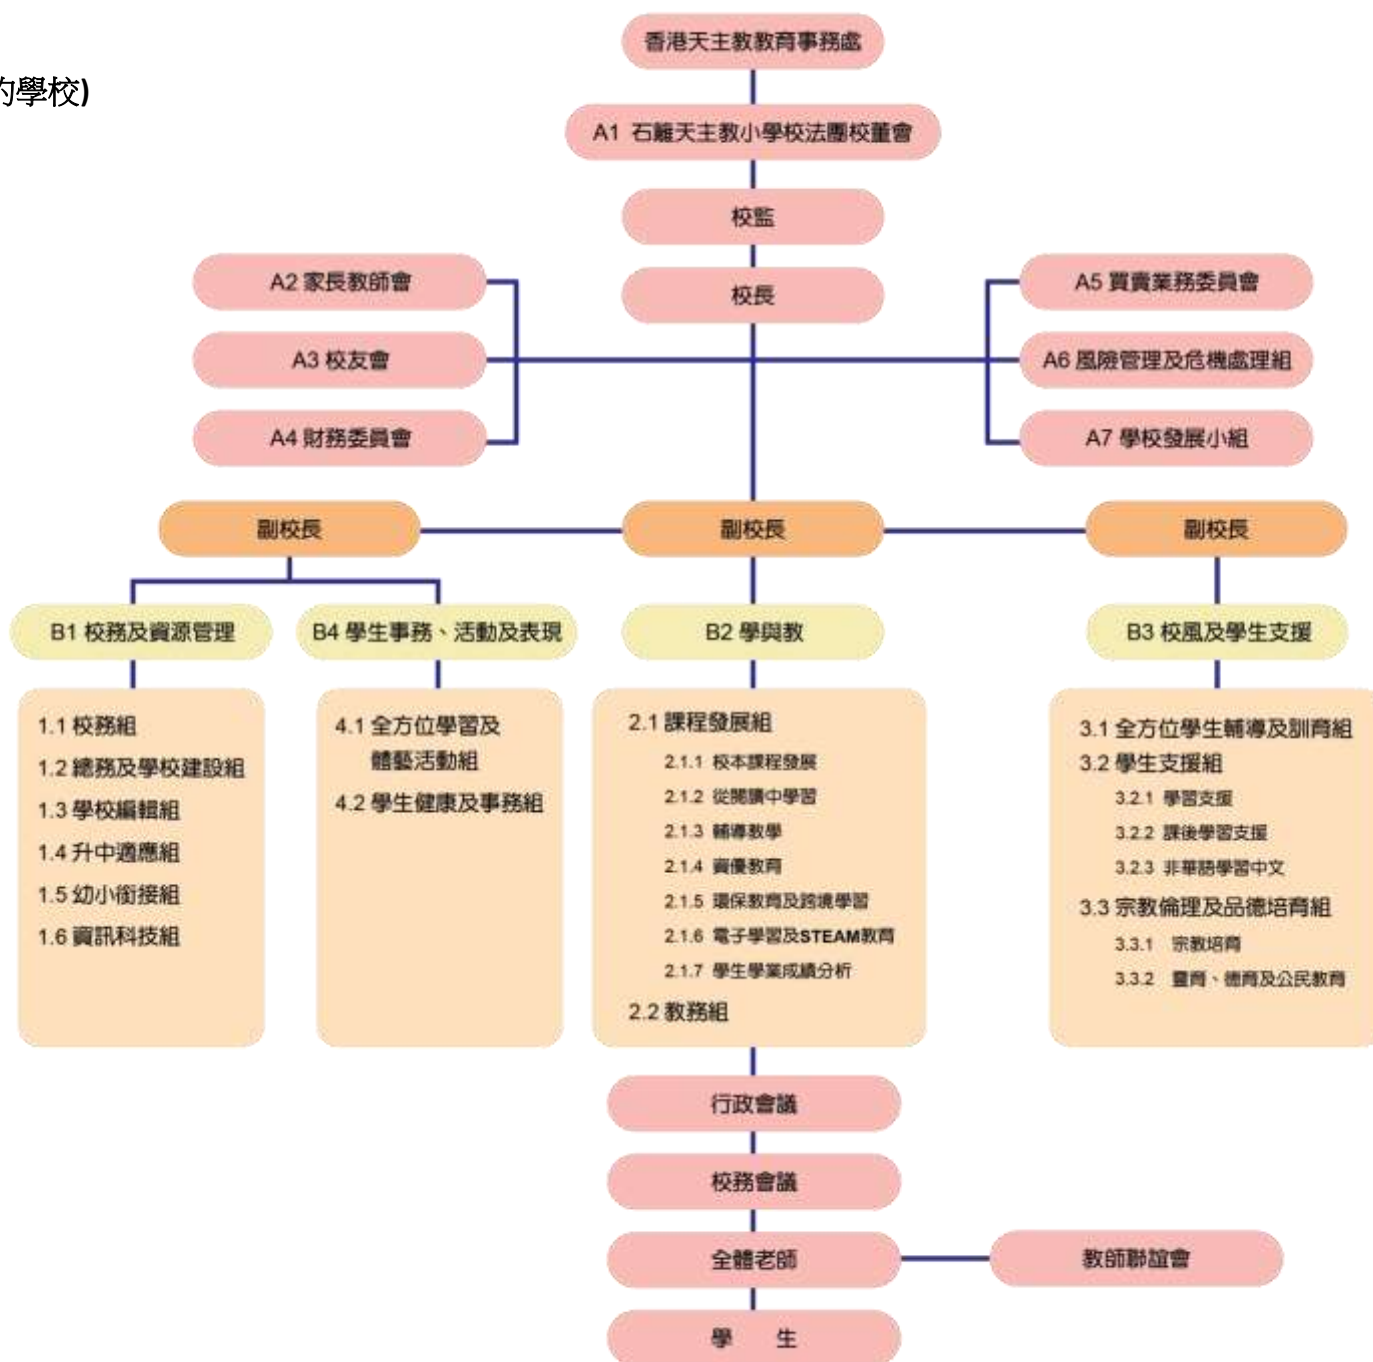 的學校)
香港天主教教育事務處
A1 石籬天主教小學校法團校董會
校監
校長
A2 家長教師會
A3 校友會
A4 財務委員會
A5 買賣業務委員會
A6 風險管理及危機處理組
A7 學校發展小組
副校長
副校長
副校長
B1 校務及資源管理
B4 學生事務、活動及表現
B2 學與教
B3 校風及學生支援
1.1 校務組
1.2 總務及學校建設組
1.3 學校編輯組
1.4 升中適應組
1.5 幼小銜接組
1.6 資訊科技組
4.1 全方位學習及
體藝活動組
4.2 學生健康及事務組
2.1 課程發展組
2.1.1 校本課程發展
2.1.2 從閱讀中學習
2.1.3 輔導教學
2.1.4 資優教育
2.1.5 環保教育及跨境學習
2.1.6 電子學習及STEAM教育
2.1.7 學生學業成績分析
2.2 教務組
3.1 全方位學生輔導及訓育組
3.2 學生支援組
3.2.1 學習支援
3.2.2 課後學習支援
3.2.3 非華語學習中文
3.3 宗教倫理及品德培育組
3.3.1 宗教培育
3.3.2 靈育、德育及公民教育
行政會議
校務會議
全體老師
教師聯誼會
學 生